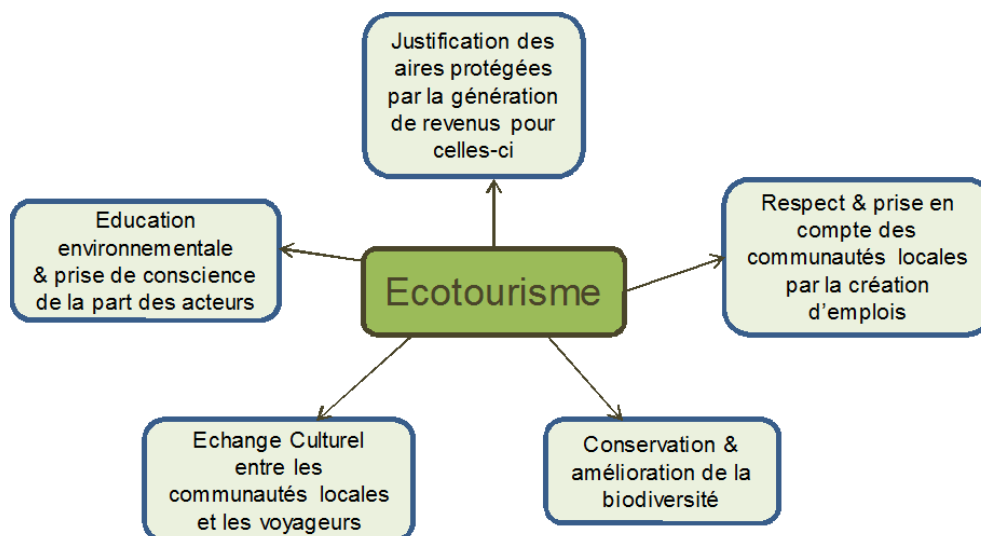 Justification des
aires protégées
par la génération
de revenus pour
celles-ci
Education
environnementale
& prise de conscience
de la part des acteurs
Ecotourisme
Respect & prise en
compte des
communautés locales
par la création
d’emplois
Echange Culturel
entre les
communautés locales
et les voyageurs
Conservation &
amélioration de la
biodiversité